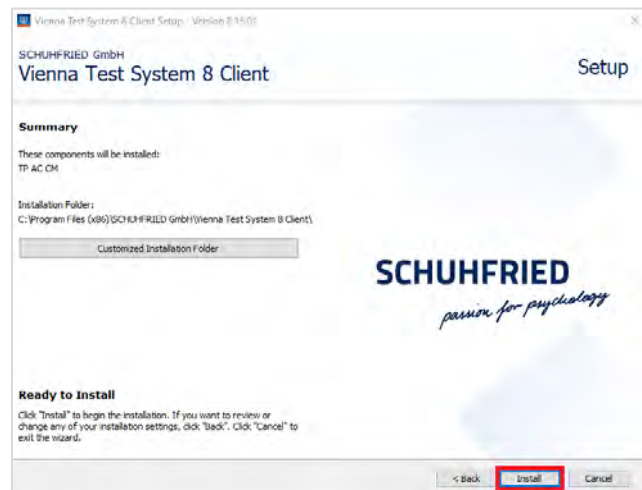 Vienna Test System 8 Client Setup - Version 8.15.01
SCHUHFRIED GmbH
Vienna Test System 8 Client
Setup
Summary
These components will be installed:
TP AC CM
Installation Folder:
C:\Program Files (x86)\SCHUHFRIED GmbH\Vienna Test System 8 Client\
Customized Installation Folder
SCHUHFRIED
passion for psychology
Ready to Install
Click "Install" to begin the installation. If you want to review or
change any of your installation settings, click "Back". Click "Cancel" to
exit the wizard.
< Back
Install
Cancel